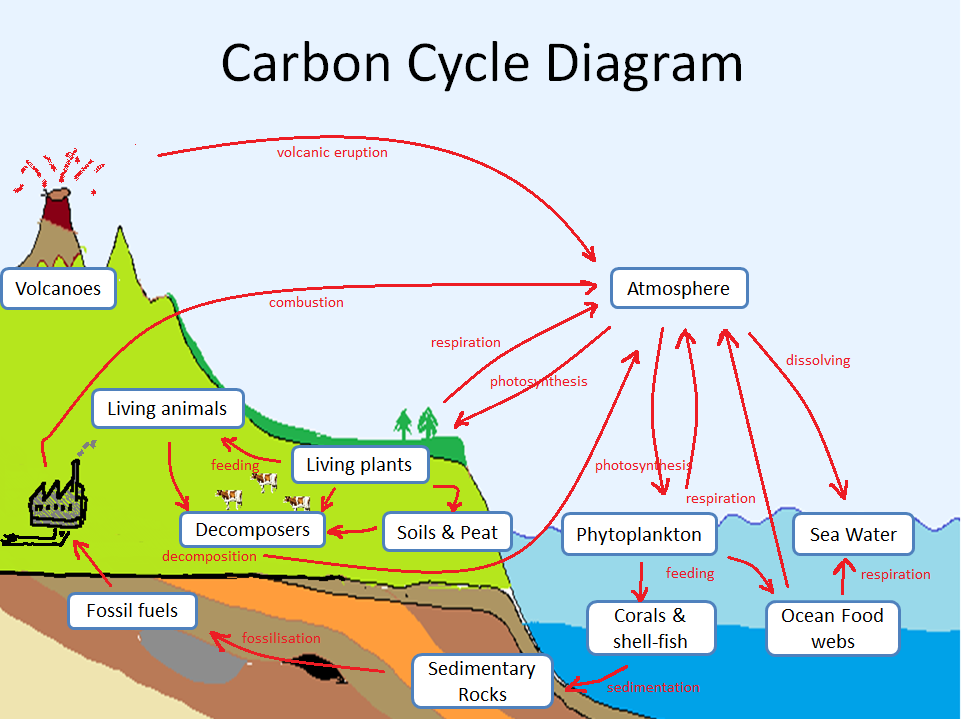 Carbon Cycle Diagram
volcanic eruption
Volcanoes
Atmosphere
combustion
respiration
dissolving
photosynthesis
Living animals
feeding
Living plants
photosynthesis
respiration
Decomposers
Soils & Peat
Phytoplankton
Sea Water
decomposition
feeding
respiration
Fossil fuels
Corals &
shell-fish
Ocean Food
webs
fossilisation
Sedimentary
Rocks
sedimentation